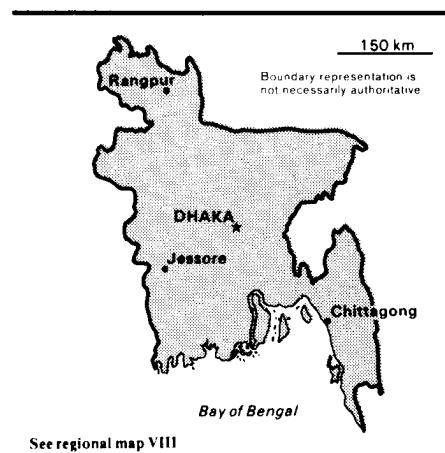 150 km
Boundary representation is
not necessarily authoritative
Rangpur
DHAKA
Jessore
Chittagong
Bay of Bengal
See regional map VIII